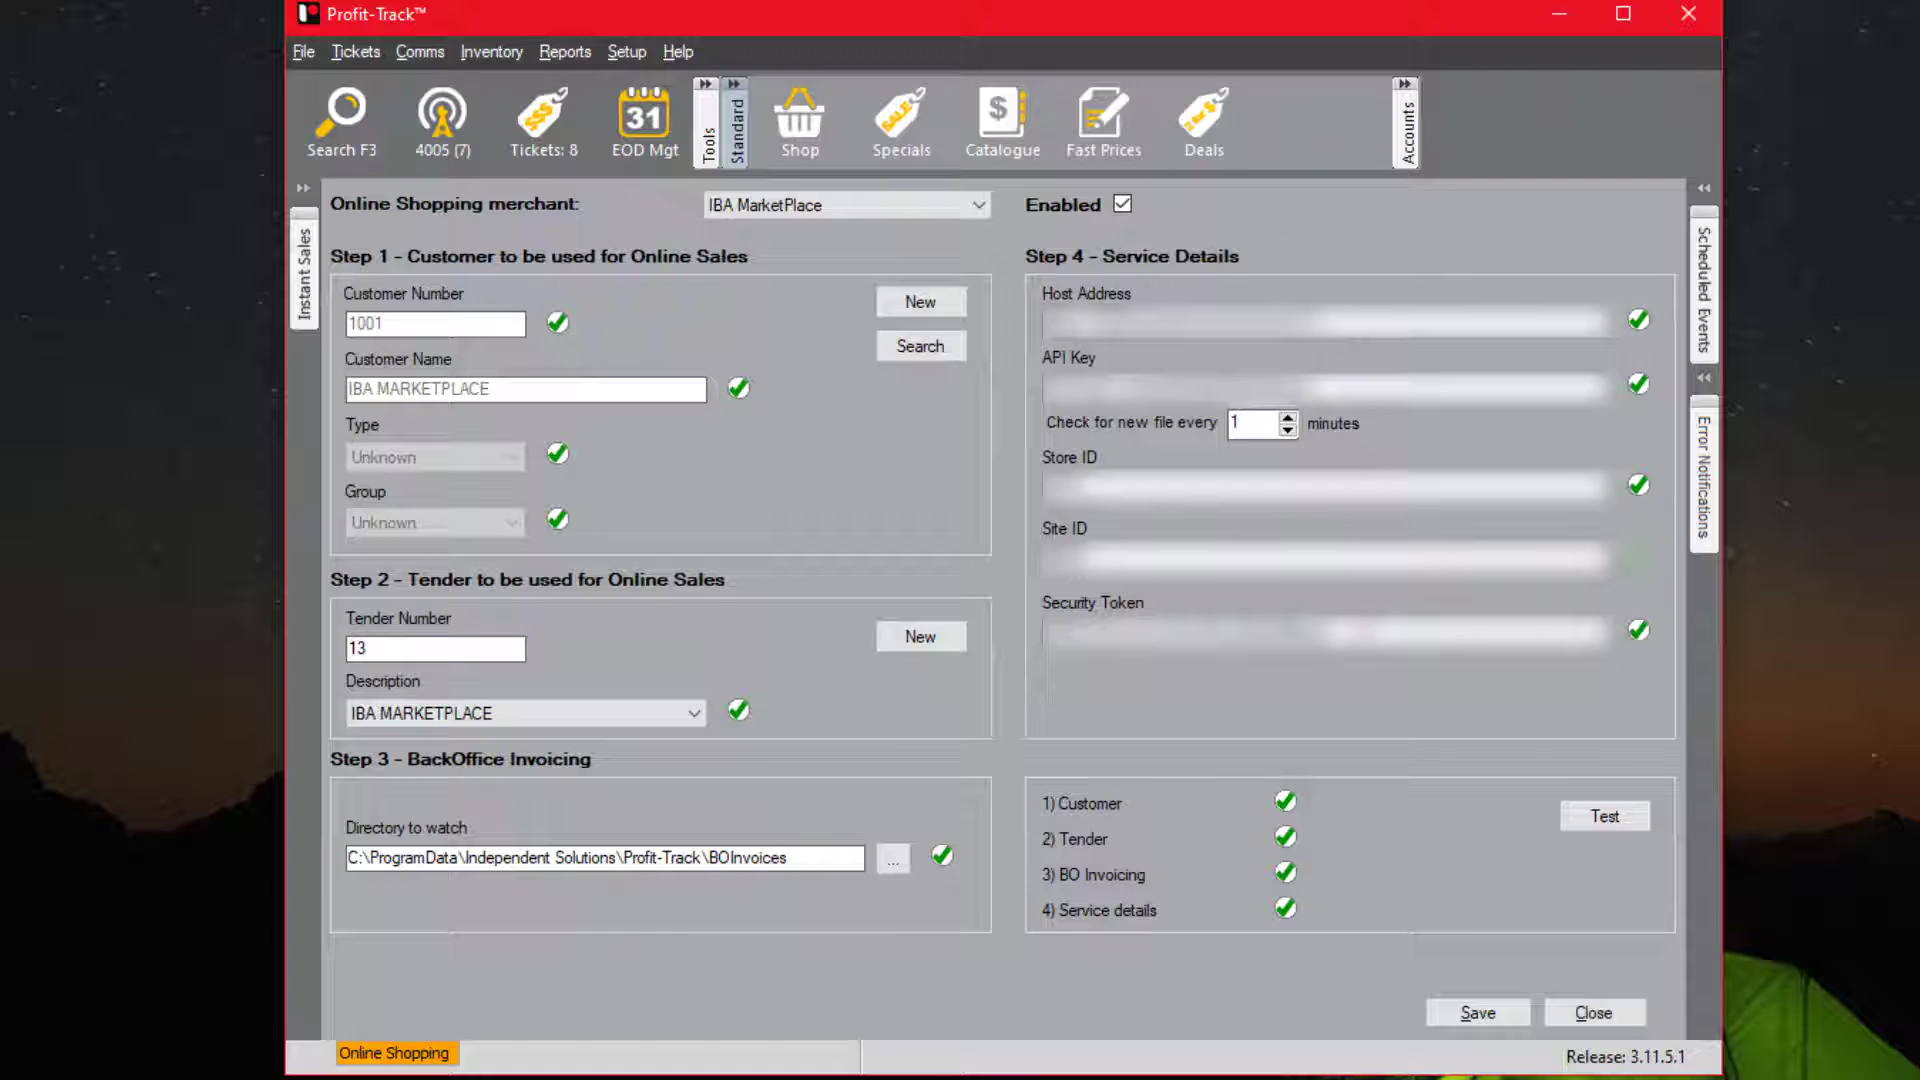 Profit-Track™
File Tickets Comms Inventory Reports Setup Help
31
$
SALE
2 for $
Search F3
4005 (7)
Tickets: 8
EOD Mgt
Tools
Standard
Shop
Specials
Catalogue
Fast Prices
Deals
Accounts
Instant Sales
Online Shopping merchant:
IBA MarketPlace
Enabled
Step 1 - Customer to be used for Online Sales
Customer Number
New
1001
Search
Customer Name
IBA MARKETPLACE
Type
Unknown
Group
Unknown
Step 2 - Tender to be used for Online Sales
Tender Number
New
13
Description
IBA MARKETPLACE
Step 3 - BackOffice Invoicing
Directory to watch
C:\ProgramData\Independent Solutions\Profit-Track\BOInvoices
...
Step 4 - Service Details
Host Address
API Key
Check for new file every 1 minutes
Store ID
Site ID
Security Token
1) Customer
Test
2) Tender
3) BO Invoicing
4) Service details
Scheduled Events
Error Notifications
Save
Close
Online Shopping
Release: 3.11.5.1